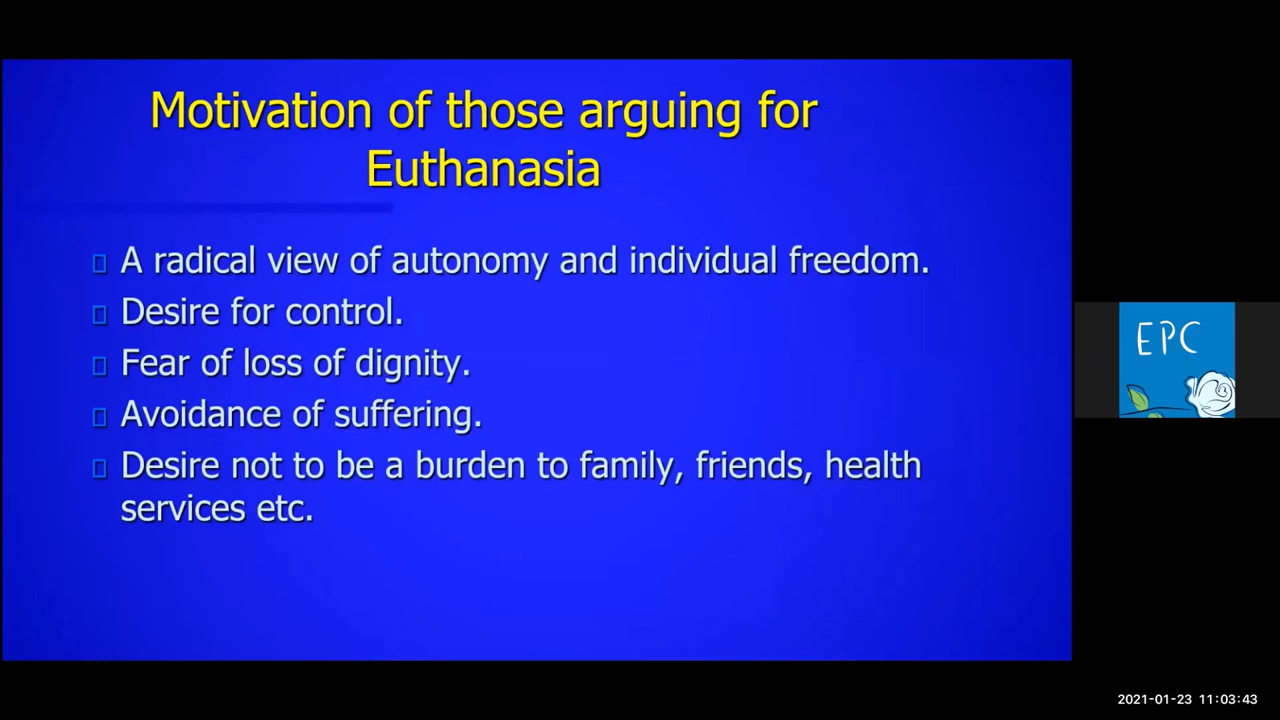 Motivation of those arguing for
Euthanasia
A radical view of autonomy and individual freedom.
Desire for control.
Fear of loss of dignity.
Avoidance of suffering.
Desire not to be a burden to family, friends, health
services etc.
EPC
2021-01-23 11:03:43